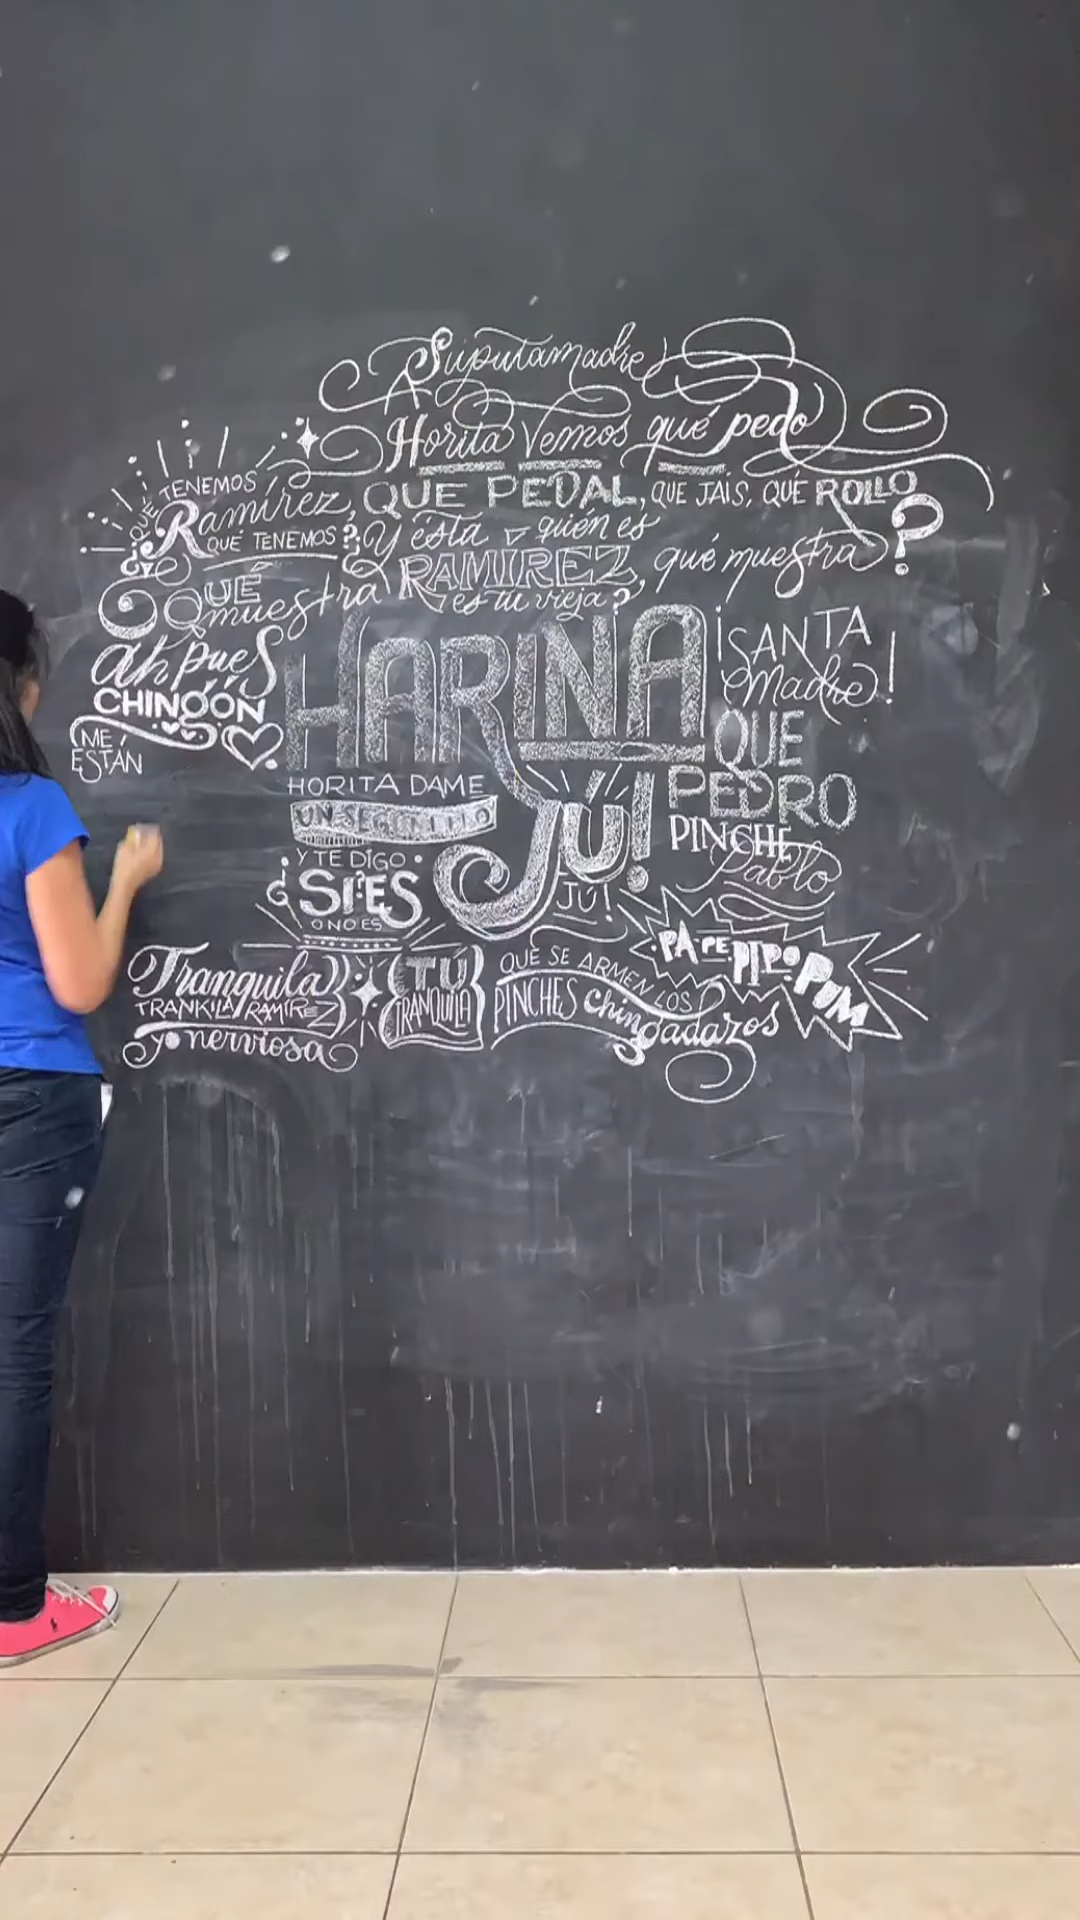 Suputamadre
Horita Vemos qué pedo
¿QUÉ TENEMOS
Ramírez,
QUÉ TENEMOS?
QUE PEDAL, QUE JAIS, QUE ROLLO
Y ésta quién es
RAMIREZ, qué muestra?
es tu vieja?
QUÉ
muestra
ah pues
CHINGÓN
ME
ESTÁN
HARINA
¡SANTA
Madre!
QUE
PEDRO
PINCHE
Pablo
HORITA DAME
UN SEGUNDITO
Y TE DIGO
¿SI ES
O NO ES
JÚ!
JÚ!
PA PE PI PO PUM
Tranquila
TRANKILA RAMÍREZ
yo nerviosa
TÚ
TRANQUILA
QUE SE ARMEN LOS
PINCHES chingadazos